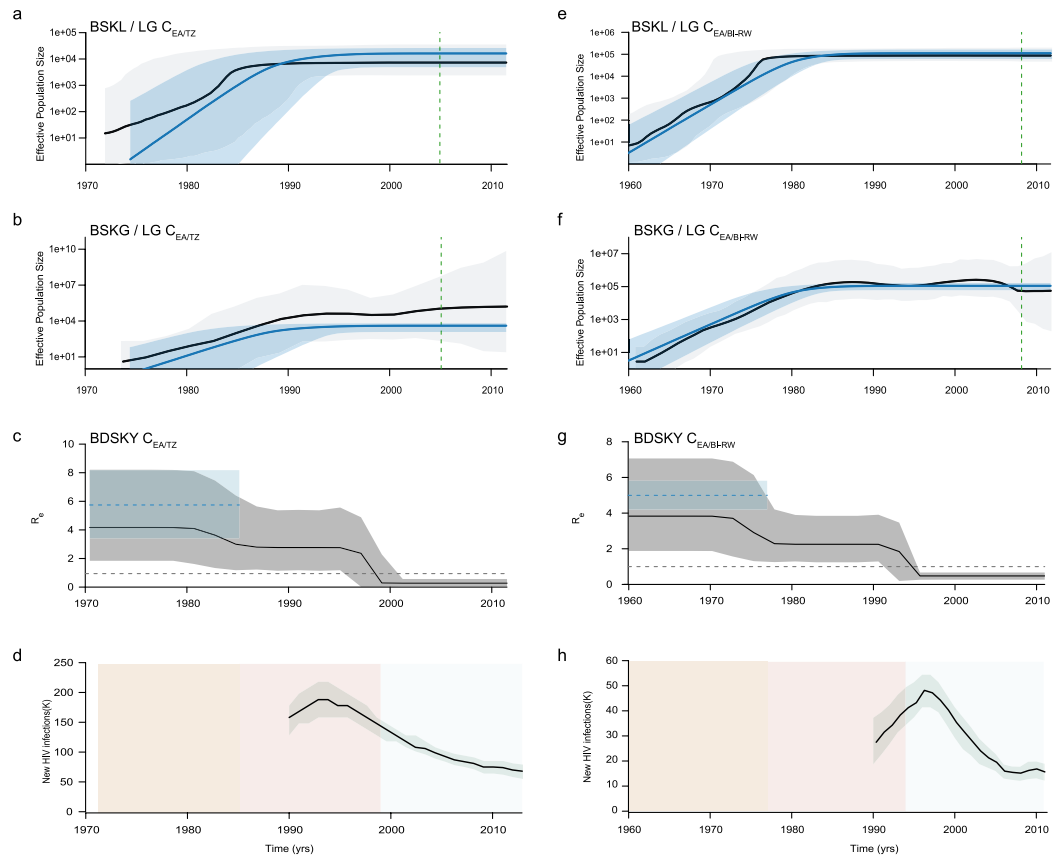 a
BSKL / LG C EA/TZ
Effective Population Size
1e+05
1e+04
1e+03
1e+02
1e+01
1970 1980 1990 2000 2010
b
BSKG / LG C EA/TZ
Effective Population Size
1e+10
1e+07
1e+04
1e+01
1970 1980 1990 2000 2010
c
BDSKY C EA/TZ
Re
10
8
6
4
2
0
1970 1980 1990 2000 2010
d
New HIV infections(K)
250
200
150
100
50
0
1970 1980 1990 2000 2010
Time (yrs)
e
BSKL / LG C EA/BI-RW
Effective Population Size
1e+06
1e+05
1e+04
1e+03
1e+02
1e+01
1960 1970 1980 1990 2000 2010
f
BSKG / LG C EA/BI-RW
Effective Population Size
1e+07
1e+05
1e+03
1e+01
1960 1970 1980 1990 2000 2010
g
BDSKY C EA/BI-RW
Re
8
6
4
2
0
1960 1970 1980 1990 2000 2010
h
New HIV infections(K)
60
50
40
30
20
10
0
1960 1970 1980 1990 2000 2010
Time (yrs)